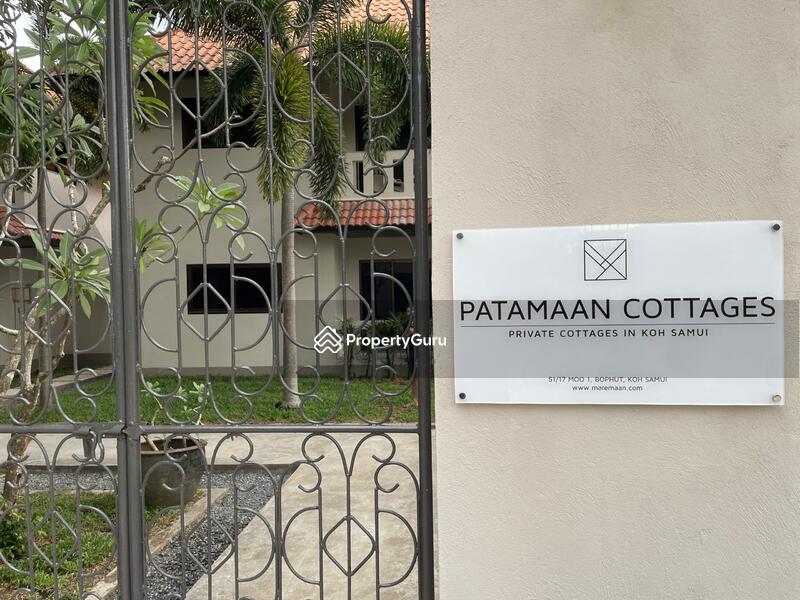 PATAMAAN COTTAGES
PRIVATE COTTAGES IN KOH SAMUI
PropertyGuru
51/17 MOO 1, BOPHUT, KOH SAMUI
www.maremaan.com